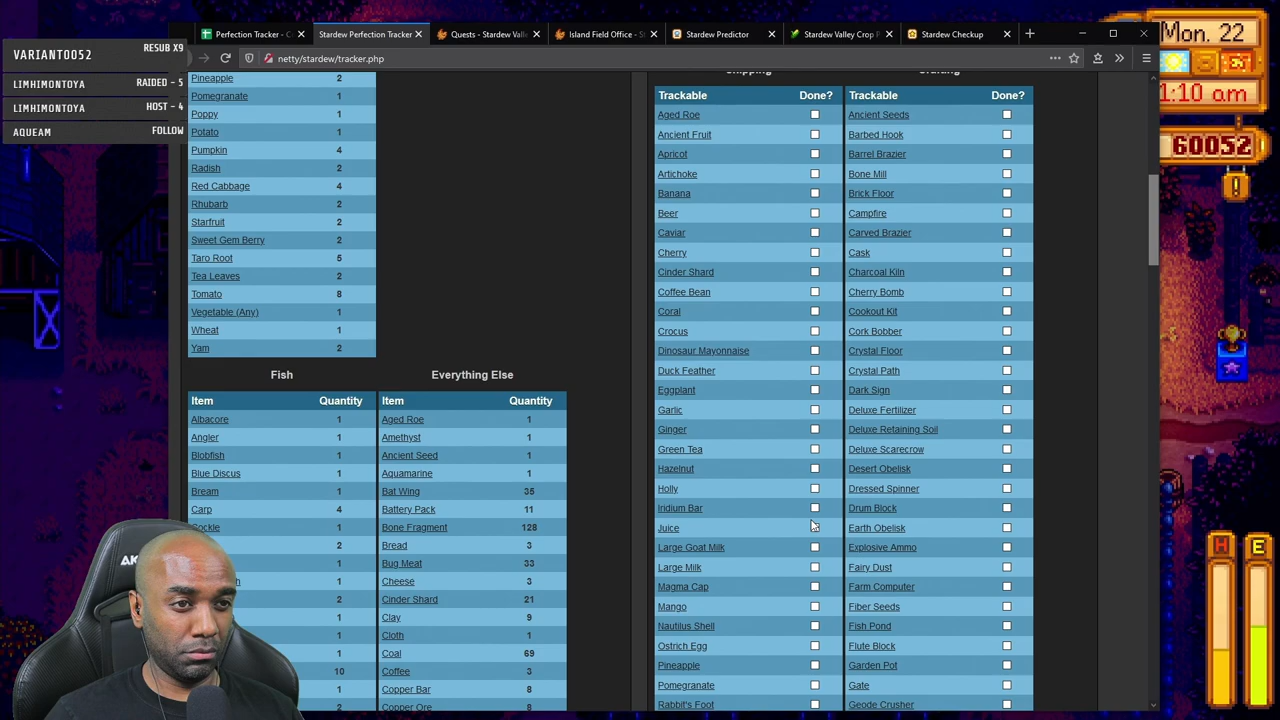 VARIANT0052 RESUB X9
LIMHIMONTOYA RAIDED - 5
LIMHIMONTOYA HOST - 4
AQUEAM FOLLOW
Perfection Tracker - C
Stardew Perfection Tracker
Quests - Stardew Vall
Island Field Office - S
Stardew Predictor
Stardew Valley Crop P
Stardew Checkup
netty/stardew/tracker.php
Mon. 22
1:10 am
60052
Pineapple 2
Pomegranate 1
Poppy 1
Potato 1
Pumpkin 4
Radish 2
Red Cabbage 4
Rhubarb 2
Starfruit 2
Sweet Gem Berry 2
Taro Root 5
Tea Leaves 2
Tomato 8
Vegetable (Any) 1
Wheat 1
Yam 2
Fish
Item Quantity
Albacore 1
Angler 1
Blobfish 1
Blue Discus 1
Bream 1
Carp 4
Cockle 1
2
1
1
2
1
1
1
10
1
2
Everything Else
Item Quantity
Aged Roe 1
Amethyst 1
Ancient Seed 1
Aquamarine 1
Bat Wing 35
Battery Pack 11
Bone Fragment 128
Bread 3
Bug Meat 33
Cheese 3
Cinder Shard 21
Clay 9
Cloth 1
Coal 69
Coffee 3
Copper Bar 8
Copper Ore 8
Shipping
Trackable Done?
Aged Roe
Ancient Fruit
Apricot
Artichoke
Banana
Beer
Caviar
Cherry
Cinder Shard
Coffee Bean
Coral
Crocus
Dinosaur Mayonnaise
Duck Feather
Eggplant
Garlic
Ginger
Green Tea
Hazelnut
Holly
Iridium Bar
Juice
Large Goat Milk
Large Milk
Magma Cap
Mango
Nautilus Shell
Ostrich Egg
Pineapple
Pomegranate
Rabbit's Foot
Crafting
Trackable Done?
Ancient Seeds
Barbed Hook
Barrel Brazier
Bone Mill
Brick Floor
Campfire
Carved Brazier
Cask
Charcoal Kiln
Cherry Bomb
Cookout Kit
Cork Bobber
Crystal Floor
Crystal Path
Dark Sign
Deluxe Fertilizer
Deluxe Retaining Soil
Deluxe Scarecrow
Desert Obelisk
Dressed Spinner
Drum Block
Earth Obelisk
Explosive Ammo
Fairy Dust
Farm Computer
Fiber Seeds
Fish Pond
Flute Block
Garden Pot
Gate
Geode Crusher
H E